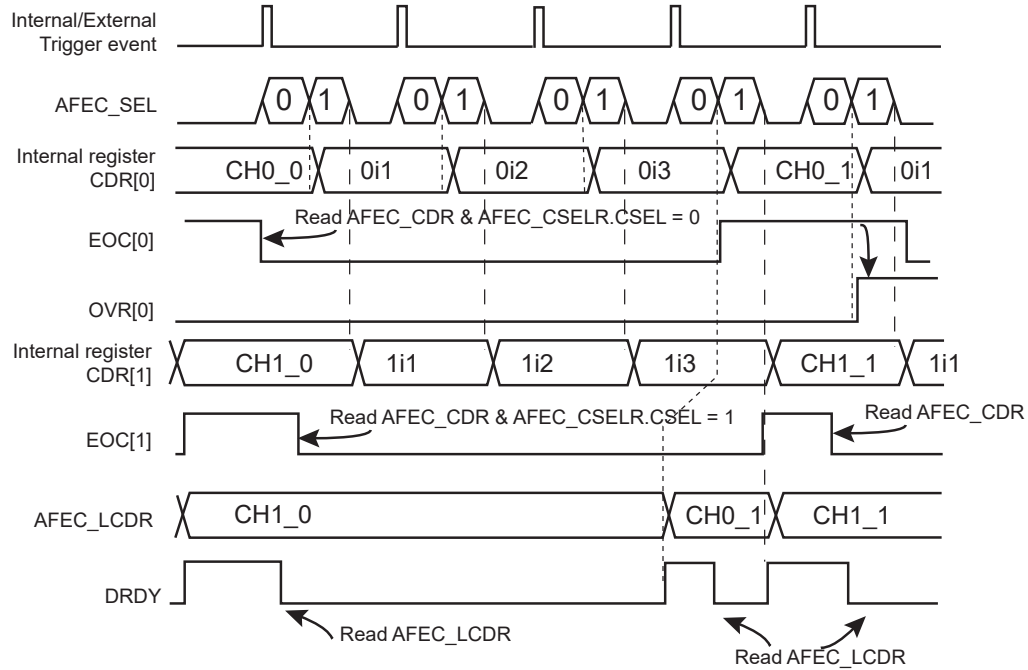 Internal/External
Trigger event
AFEC_SEL
0 1 0 1 0 1 0 1 0 1
Internal register
CDR[0]
CH0_0 0i1 0i2 0i3 CH0_1 0i1
Read AFEC_CDR & AFEC_CSELR.CSEL = 0
EOC[0]
OVR[0]
Internal register
CDR[1]
CH1_0 1i1 1i2 1i3 CH1_1 1i1
Read AFEC_CDR & AFEC_CSELR.CSEL = 1
Read AFEC_CDR
EOC[1]
AFEC_LCDR
CH1_0 CH0_1 CH1_1
DRDY
Read AFEC_LCDR
Read AFEC_LCDR